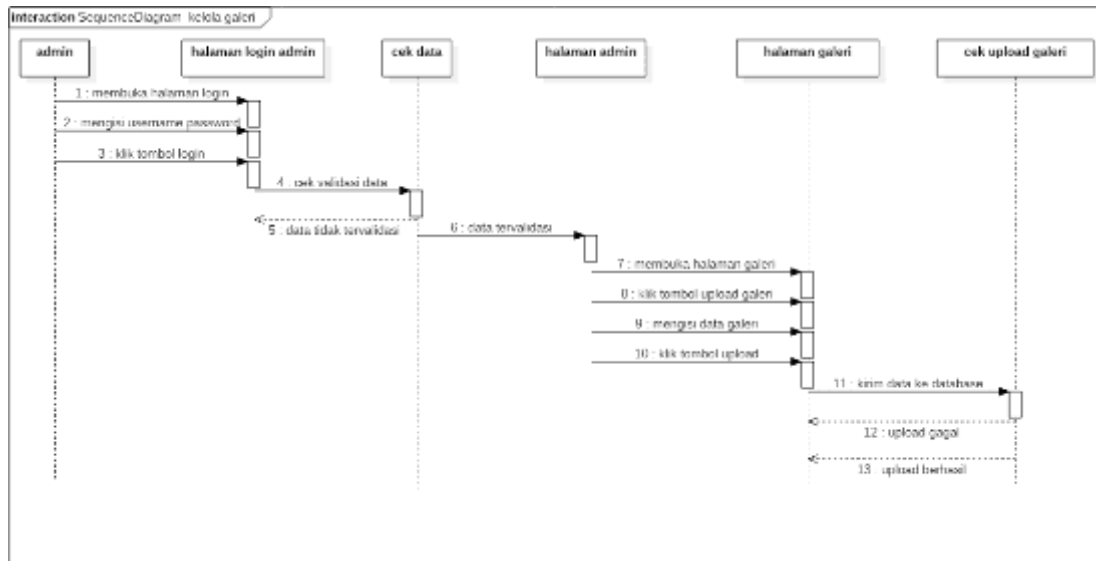 interaction SequenceDiagram kelola galeri
admin
halaman login admin
cek data
halaman admin
halaman galeri
cek upload galeri
1 : membuka halaman login
2 : mengisi username password
3 : klik tombol login
4 : cek validasi data
5 : data tidak tervalidasi
6 : data tervalidasi
7 : membuka halaman galeri
8 : klik tombol upload galeri
9 : mengisi data galeri
10 : klik tombol upload
11 : kirim data ke database
12 : upload gagal
13 : upload berhasil